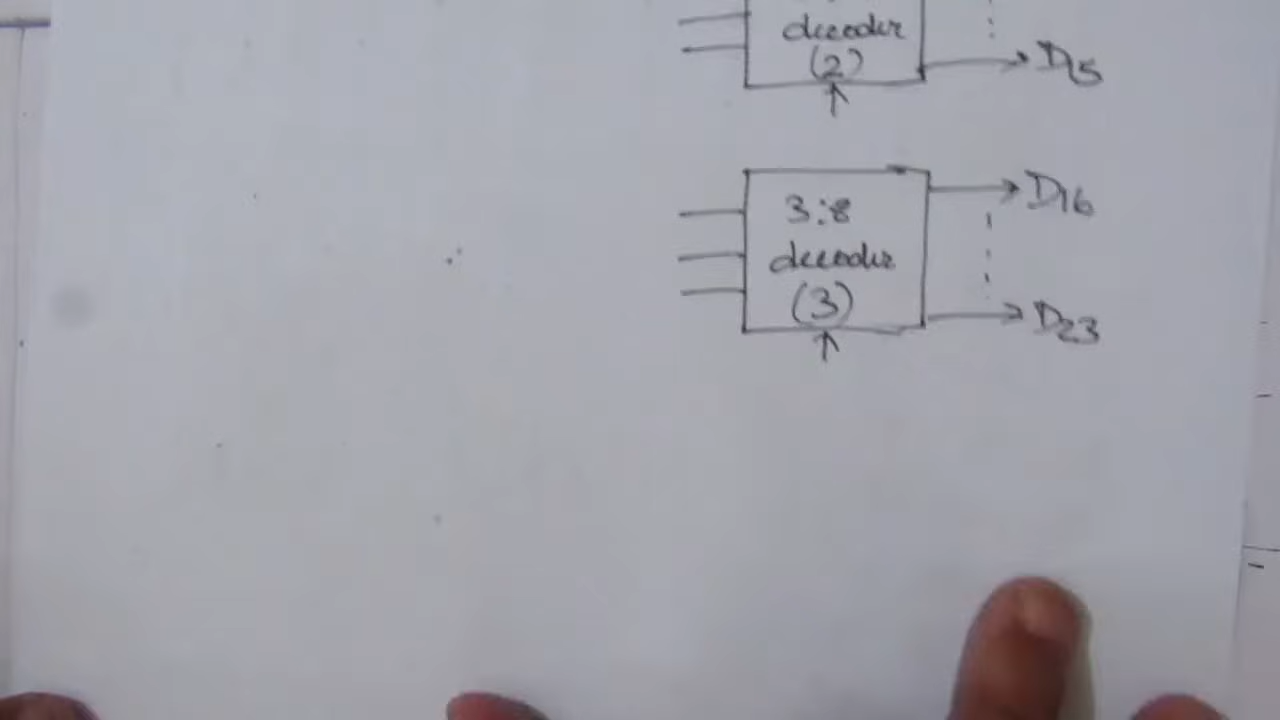 decoder
(2)
D15
3:8
decoder
(3)
D16
D23